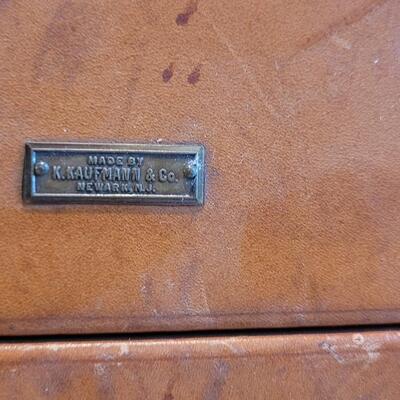 MADE BY
K.KAUFMANN & Co.
NEWARK, N.J.